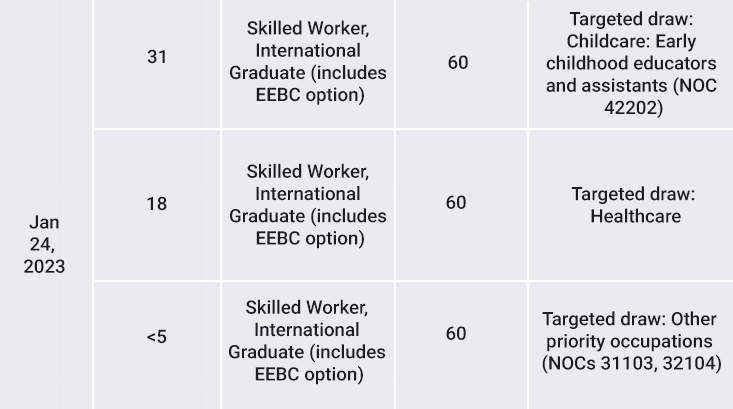 31
Skilled Worker,
International
Graduate (includes
EEBC option)
60
Targeted draw:
Childcare: Early
childhood educators
and assistants (NOC
42202)
Jan
24,
2023
18
Skilled Worker,
International
Graduate (includes
EEBC option)
60
Targeted draw:
Healthcare
<5
Skilled Worker,
International
Graduate (includes
EEBC option)
60
Targeted draw: Other
priority occupations
(NOCs 31103, 32104)